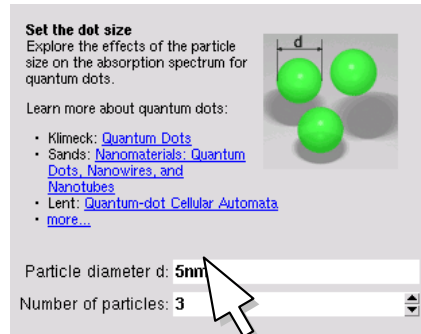 Set the dot size
Explore the effects of the particle
size on the absorption spectrum for
quantum dots.
d
Learn more about quantum dots:
• Klimeck: Quantum Dots
• Sands: Nanomaterials: Quantum
Dots, Nanowires, and
Nanotubes
• Lent: Quantum-dot Cellular Automata
• more...
Particle diameter d: 5nm
Number of particles: 3